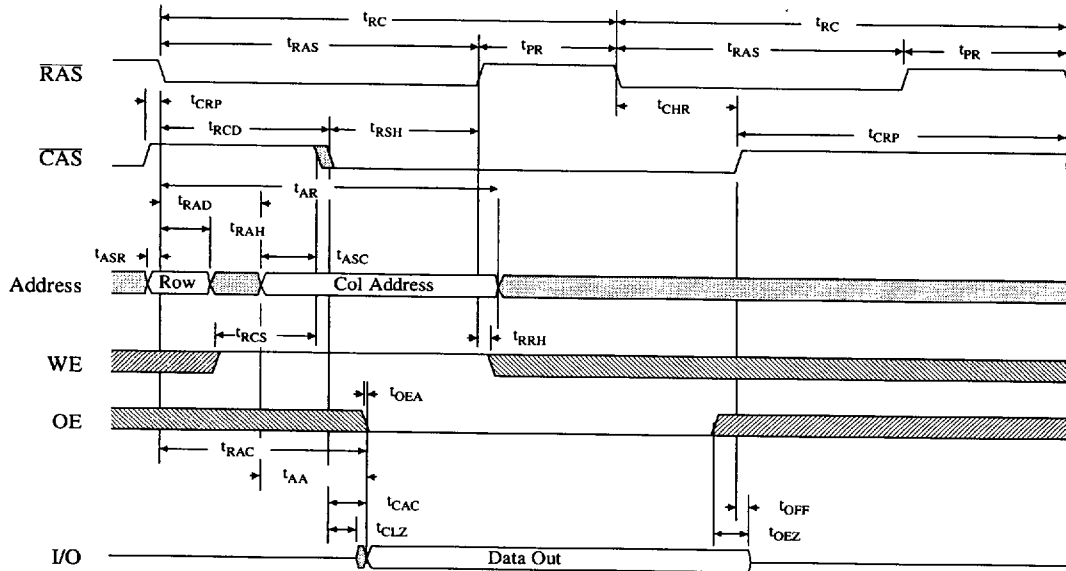 tRC tRC
tRAS tPR tRAS tPR
RAS
tCRP tCHR
tRCD tRSH tCRP
CAS
tAR
tRAD
tRAH
tASR tASC
Address Row Col Address
tRCS tRRH
WE
tOEA
OE
tRAC
tAA
tCAC tOFF
tCLZ tOEZ
I/O Data Out